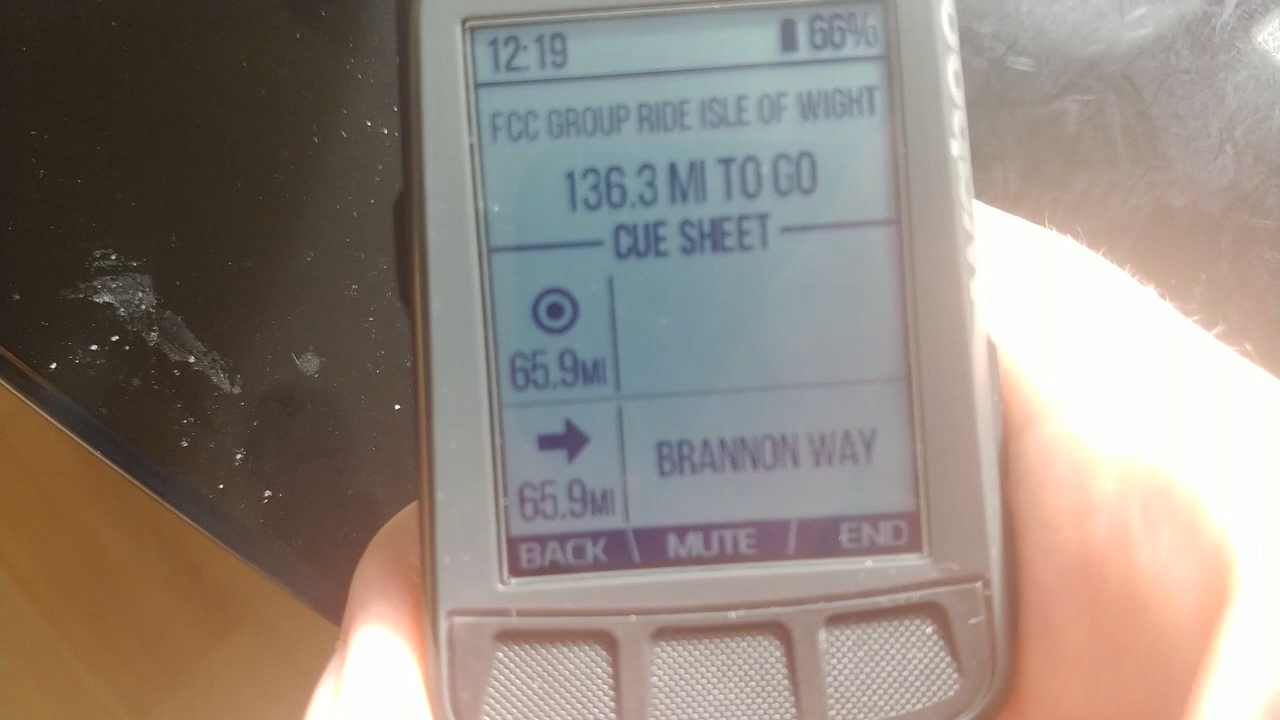 12:19 66%
FCC GROUP RIDE ISLE OF WIGHT
136.3 MI TO GO
CUE SHEET
65.9MI
65.9MI BRANNON WAY
BACK MUTE END
wahoo